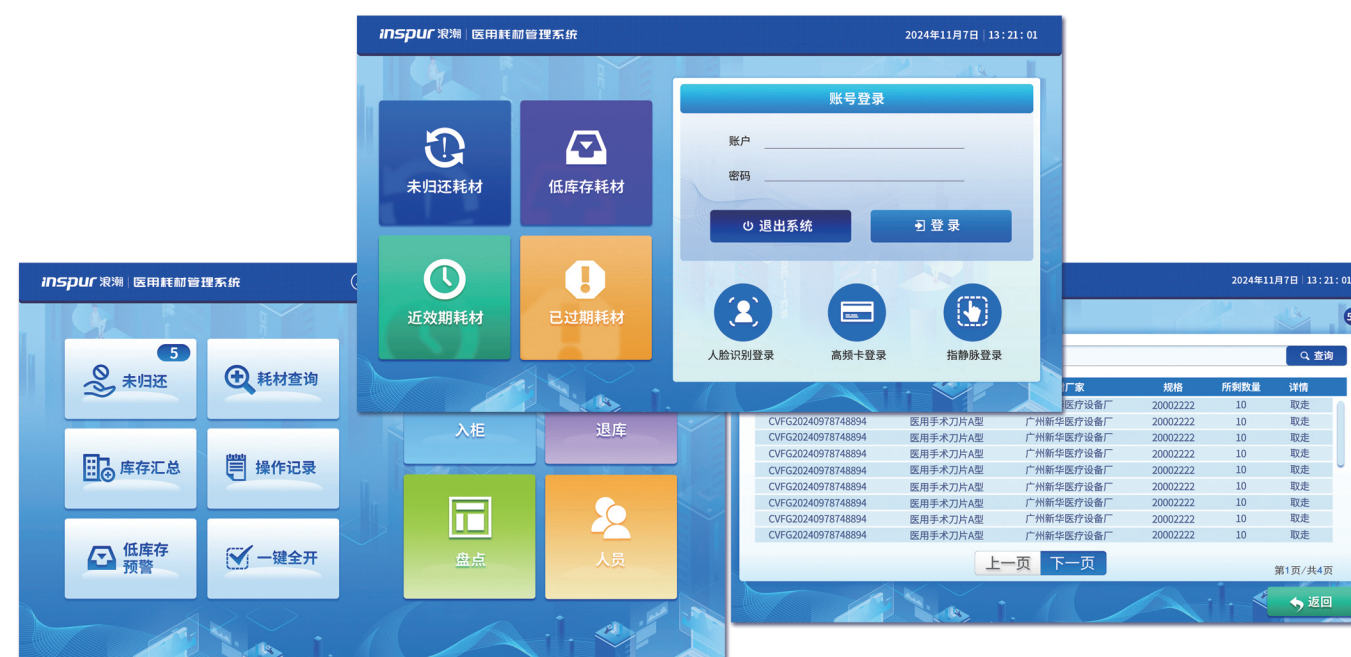 inspur 浪潮 医用耗材管理系统
2024年11月7日 13:21:01
未归还耗材
低库存耗材
近效期耗材
已过期耗材
账号登录
账户
密码
退出系统
登录
人脸识别登录
高频卡登录
指静脉登录
inspur 浪潮 医用耗材管理系统
5
未归还
耗材查询
库存汇总
操作记录
低库存
预警
一键全开
入柜
退库
盘点
人员
2024年11月7日 13:21:01
查询
厂家 规格 所剩数量 详情
华医疗设备厂 20002222 10 取走
CVFG20240978748894 医用手术刀片A型 广州新华医疗设备厂 20002222 10 取走
CVFG20240978748894 医用手术刀片A型 广州新华医疗设备厂 20002222 10 取走
CVFG20240978748894 医用手术刀片A型 广州新华医疗设备厂 20002222 10 取走
CVFG20240978748894 医用手术刀片A型 广州新华医疗设备厂 20002222 10 取走
CVFG20240978748894 医用手术刀片A型 广州新华医疗设备厂 20002222 10 取走
CVFG20240978748894 医用手术刀片A型 广州新华医疗设备厂 20002222 10 取走
CVFG20240978748894 医用手术刀片A型 广州新华医疗设备厂 20002222 10 取走
CVFG20240978748894 医用手术刀片A型 广州新华医疗设备厂 20002222 10 取走
上一页 下一页
第1页/共4页
返回